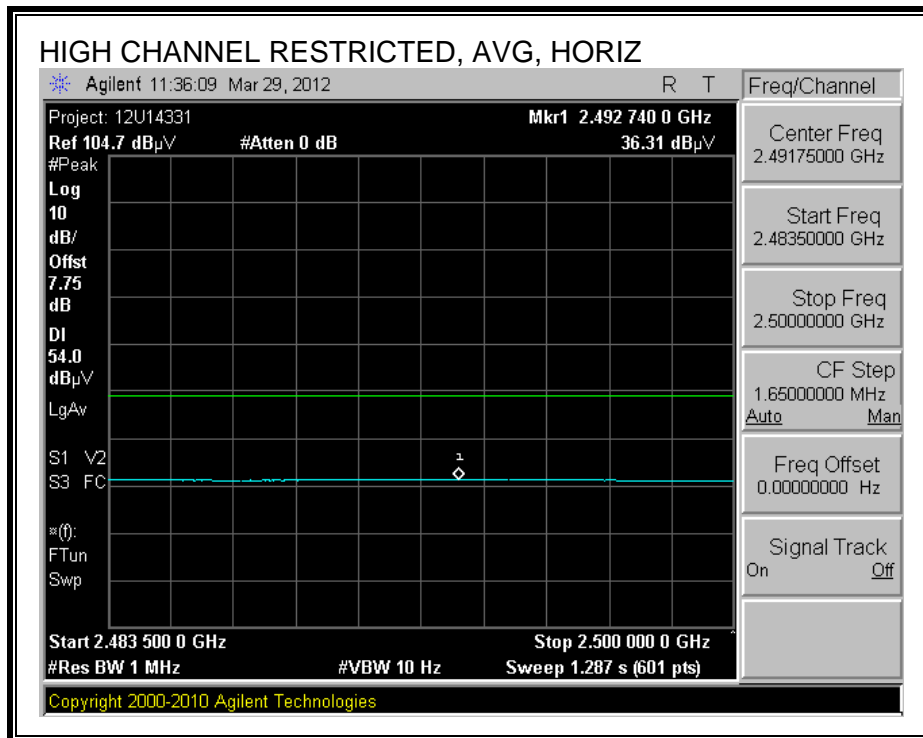 HIGH CHANNEL RESTRICTED, AVG, HORIZ
Agilent 11:36:09 Mar 29, 2012 R T
Project: 12U14331 Mkr1 2.492 740 0 GHz
Ref 104.7 dBµV #Atten 0 dB 36.31 dBµV
#Peak
Log
10
dB/
Offst
7.75
dB
DI
54.0
dBµV
LgAv
S1 V2
S3 FC
¤(f):
FTun
Swp
1
Start 2.483 500 0 GHz Stop 2.500 000 0 GHz
#Res BW 1 MHz #VBW 10 Hz Sweep 1.287 s (601 pts)
Copyright 2000-2010 Agilent Technologies
Freq/Channel
Center Freq
2.49175000 GHz
Start Freq
2.48350000 GHz
Stop Freq
2.50000000 GHz
CF Step
1.65000000 MHz
Auto Man
Freq Offset
0.00000000 Hz
Signal Track
On Off